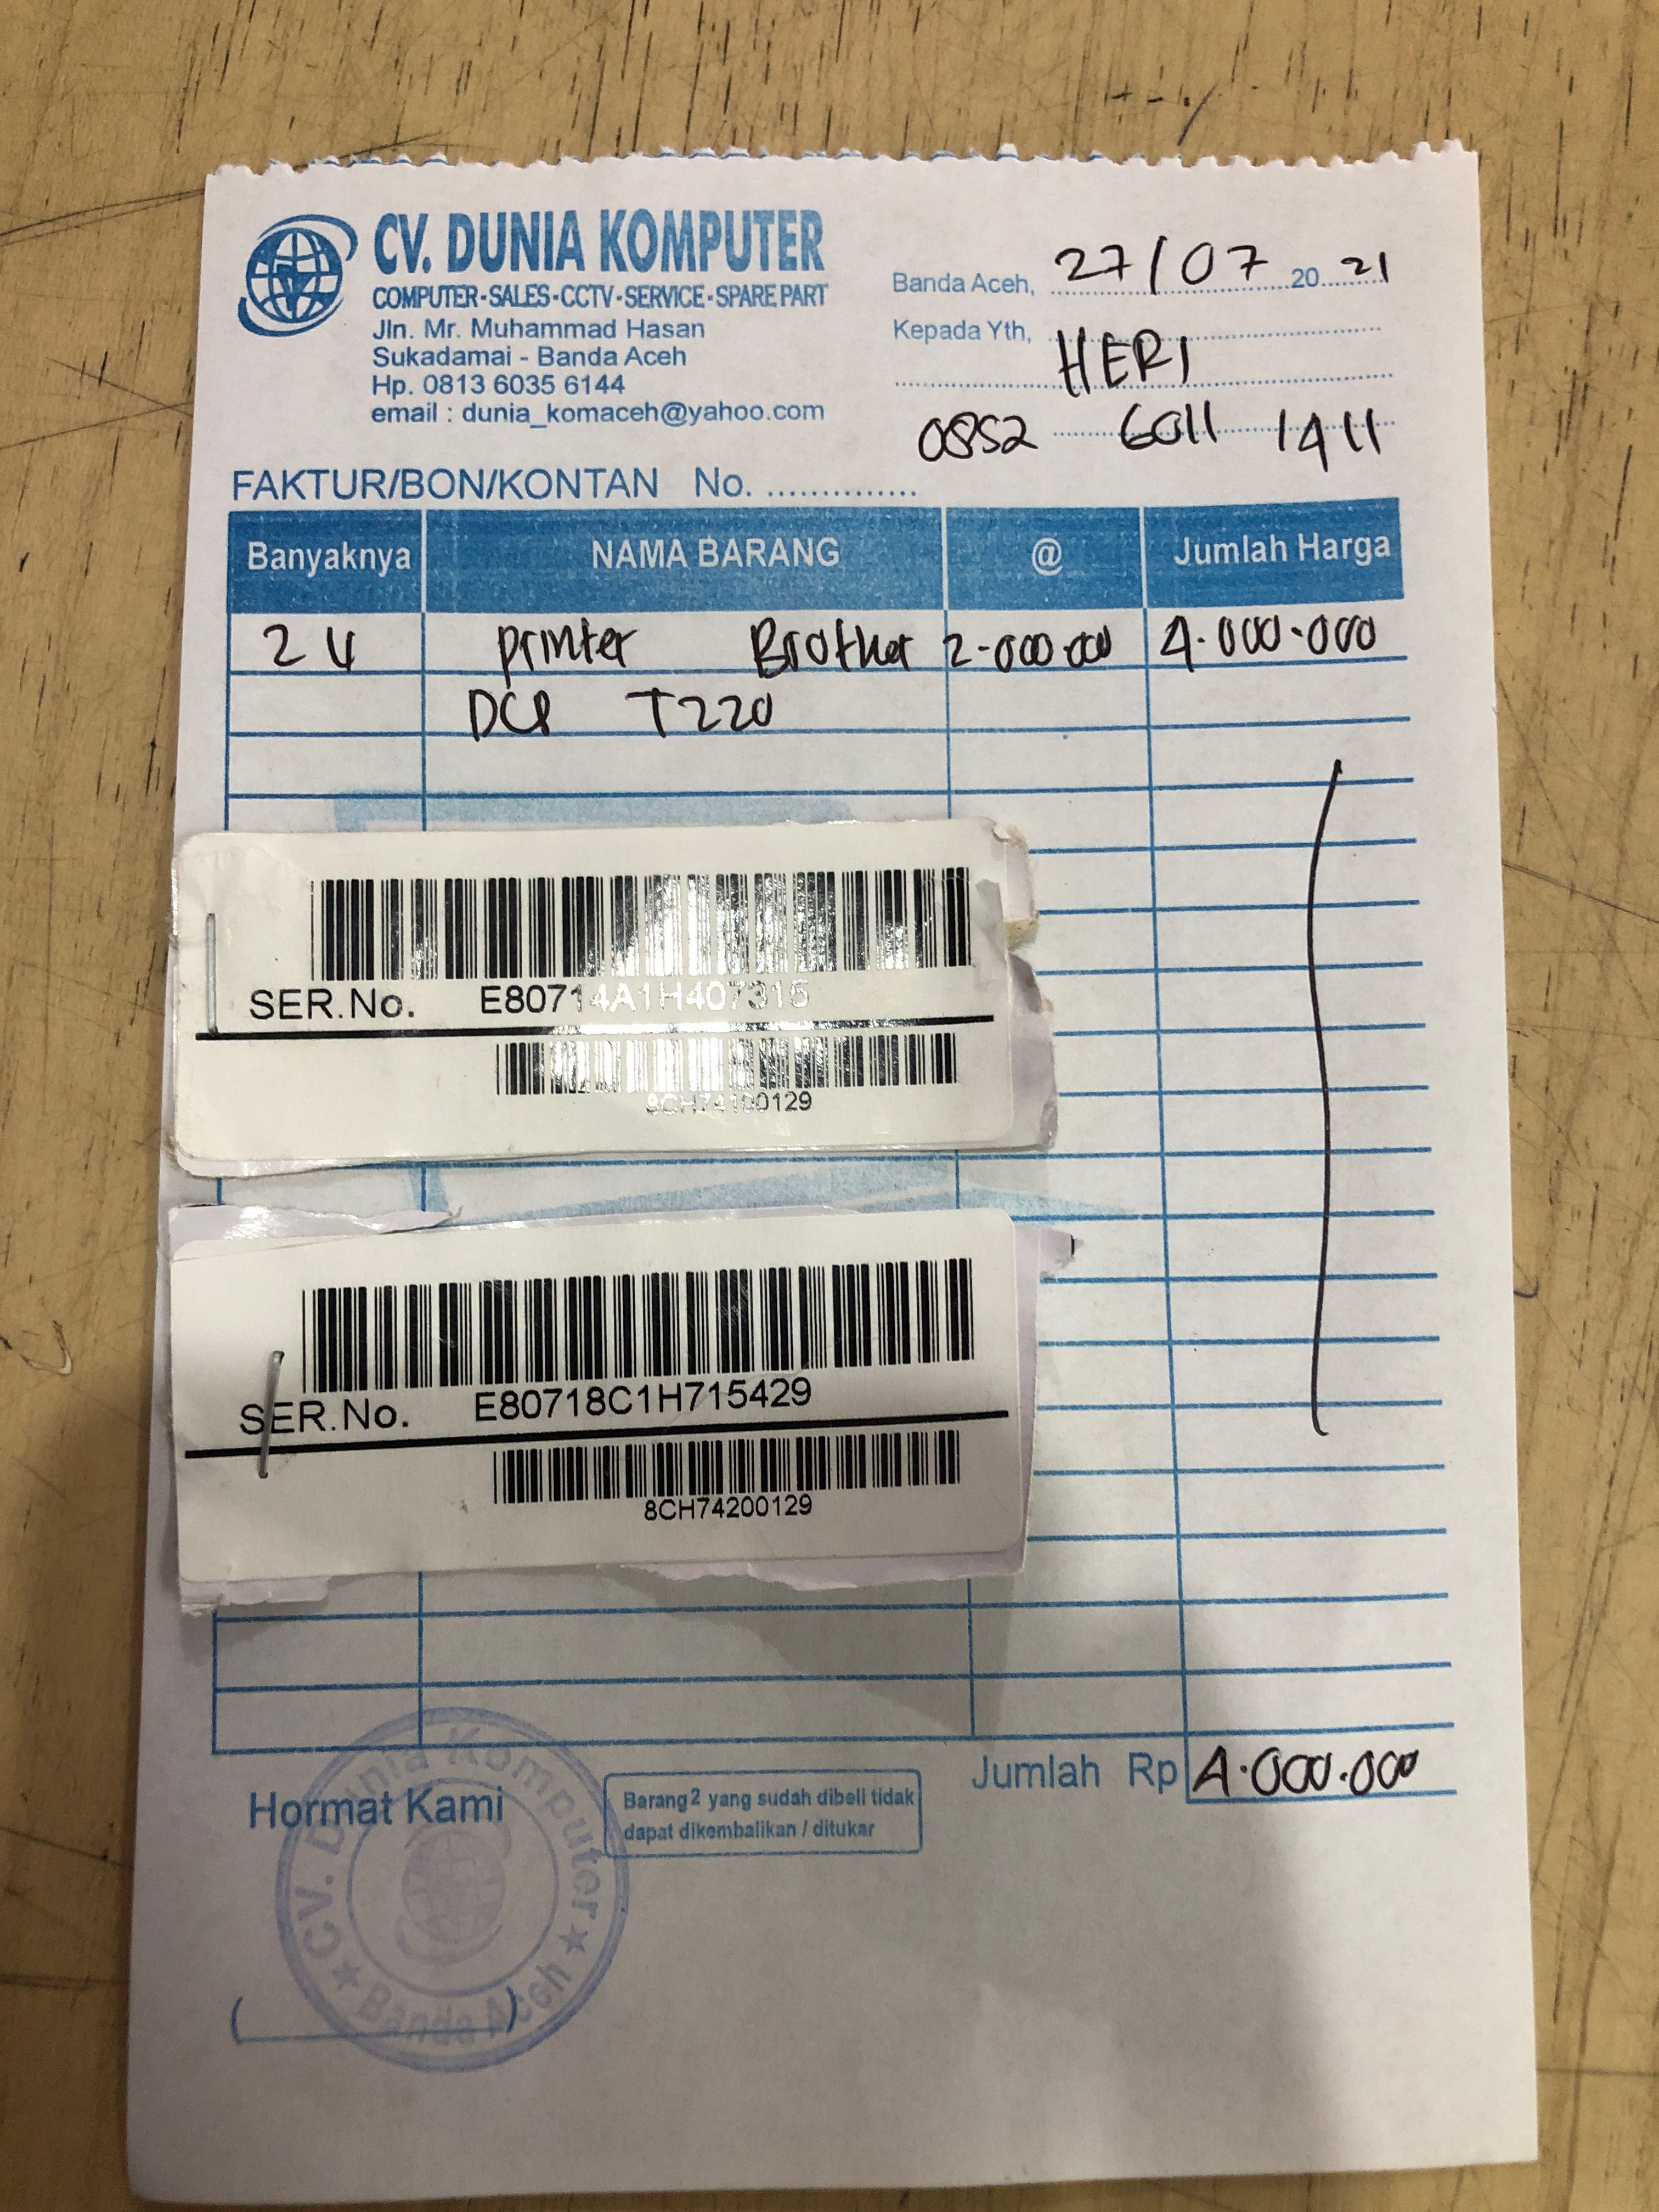 CV. DUNIA KOMPUTER
COMPUTER - SALES - CCTV - SERVICE - SPARE PART
Jln. Mr. Muhammad Hasan
Sukadamai - Banda Aceh
Hp. 0813 6035 6144
email : dunia_komaceh@yahoo.com
Banda Aceh, 27/07 20 21
Kepada Yth, HERI
0852 6011 1411
FAKTUR/BON/KONTAN No. ..............
Banyaknya NAMA BARANG @ Jumlah Harga
2 U printer Brother 2.000.000 4.000.000
DCP T220
SER.No. E80714A1H407315
8CH74100129
SER.No. E80718C1H715429
8CH74200129
Jumlah Rp 4.000.000
Hormat Kami
Barang2 yang sudah dibeli tidak
dapat dikembalikan / ditukar
CV. Dunia Komputer
★ Banda Aceh ★